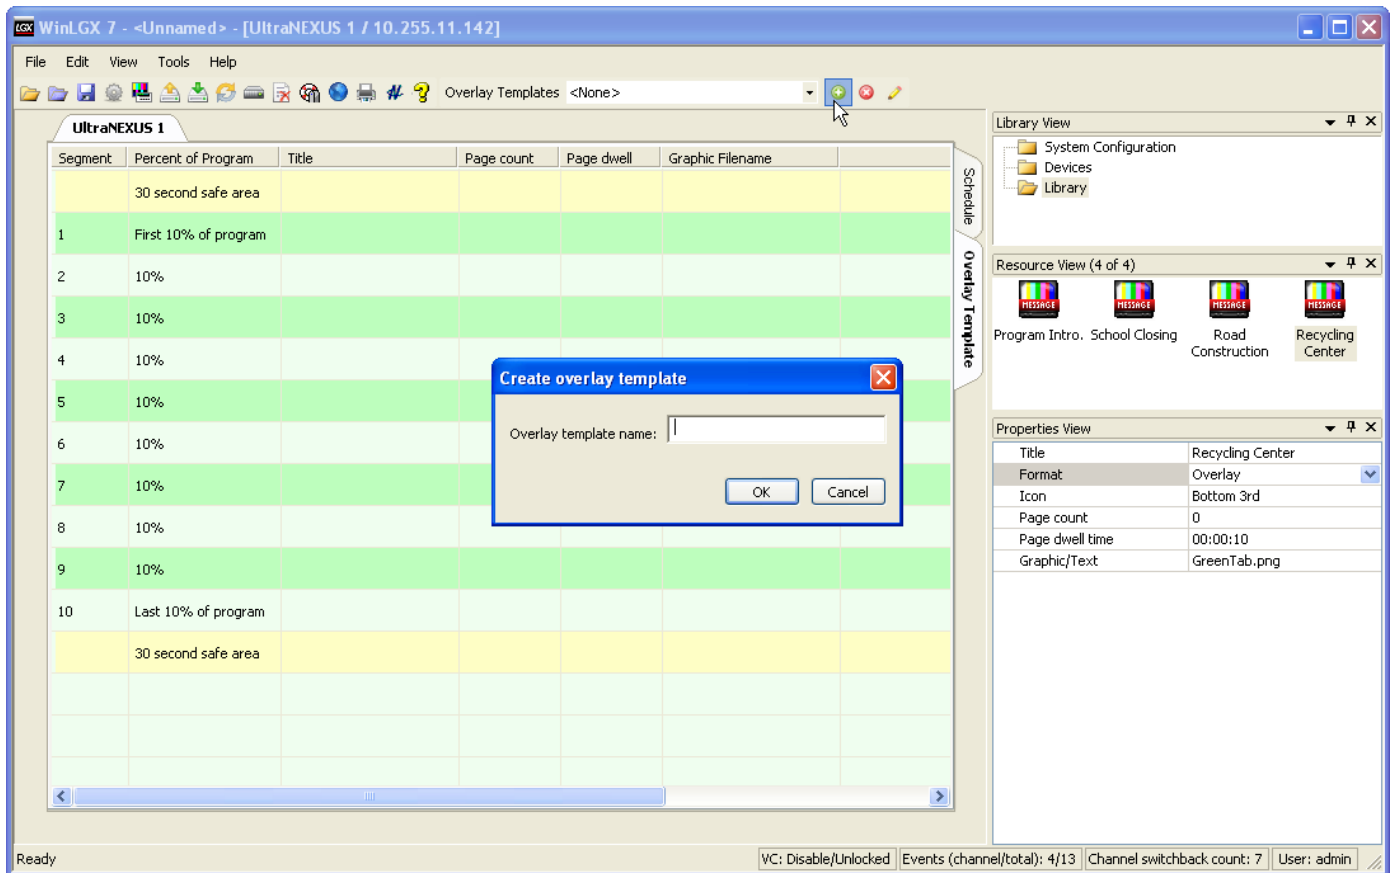 LGX WinLGX 7 - <Unnamed> - [UltraNEXUS 1 / 10.255.11.142]
File Edit View Tools Help
Overlay Templates <None>
UltraNEXUS 1
Segment Percent of Program Title Page count Page dwell Graphic Filename
30 second safe area
1 First 10% of program
2 10%
3 10%
4 10%
5 10%
6 10%
7 10%
8 10%
9 10%
10 Last 10% of program
30 second safe area
Schedule
Overlay Template
Create overlay template
Overlay template name:
OK Cancel
Library View
System Configuration
Devices
Library
Resource View (4 of 4)
MESSAGE MESSAGE MESSAGE MESSAGE
Program Intro. School Closing Road Recycling
Construction Center
Properties View
Title Recycling Center
Format Overlay
Icon Bottom 3rd
Page count 0
Page dwell time 00:00:10
Graphic/Text GreenTab.png
Ready VC: Disable/Unlocked Events (channel/total): 4/13 Channel switchback count: 7 User: admin